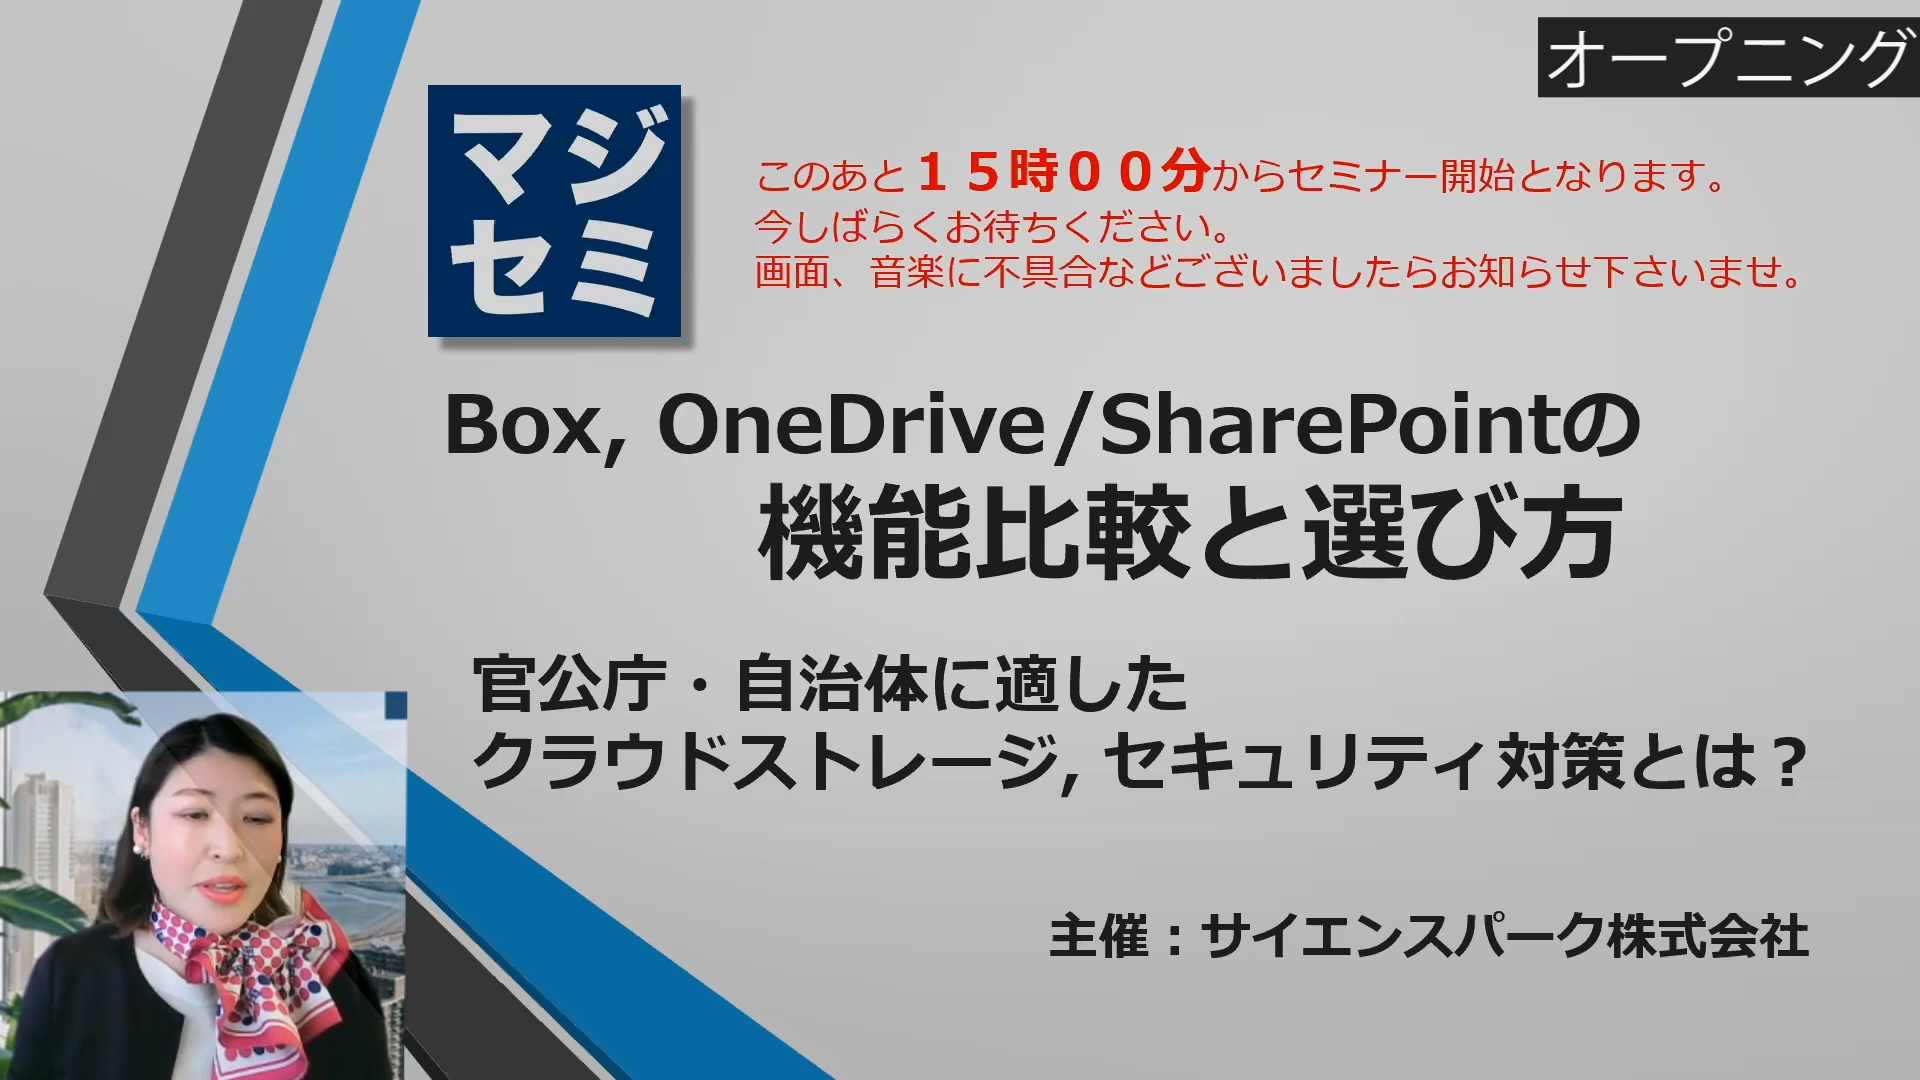 オープニング
マジ
セミ
このあと１５時００分からセミナー開始となります。
今しばらくお待ちください。
画面、音楽に不具合などございましたらお知らせ下さいませ。
Box, OneDrive/SharePointの
機能比較と選び方
官公庁・自治体に適した
クラウドストレージ, セキュリティ対策とは？
主催：サイエンスパーク株式会社